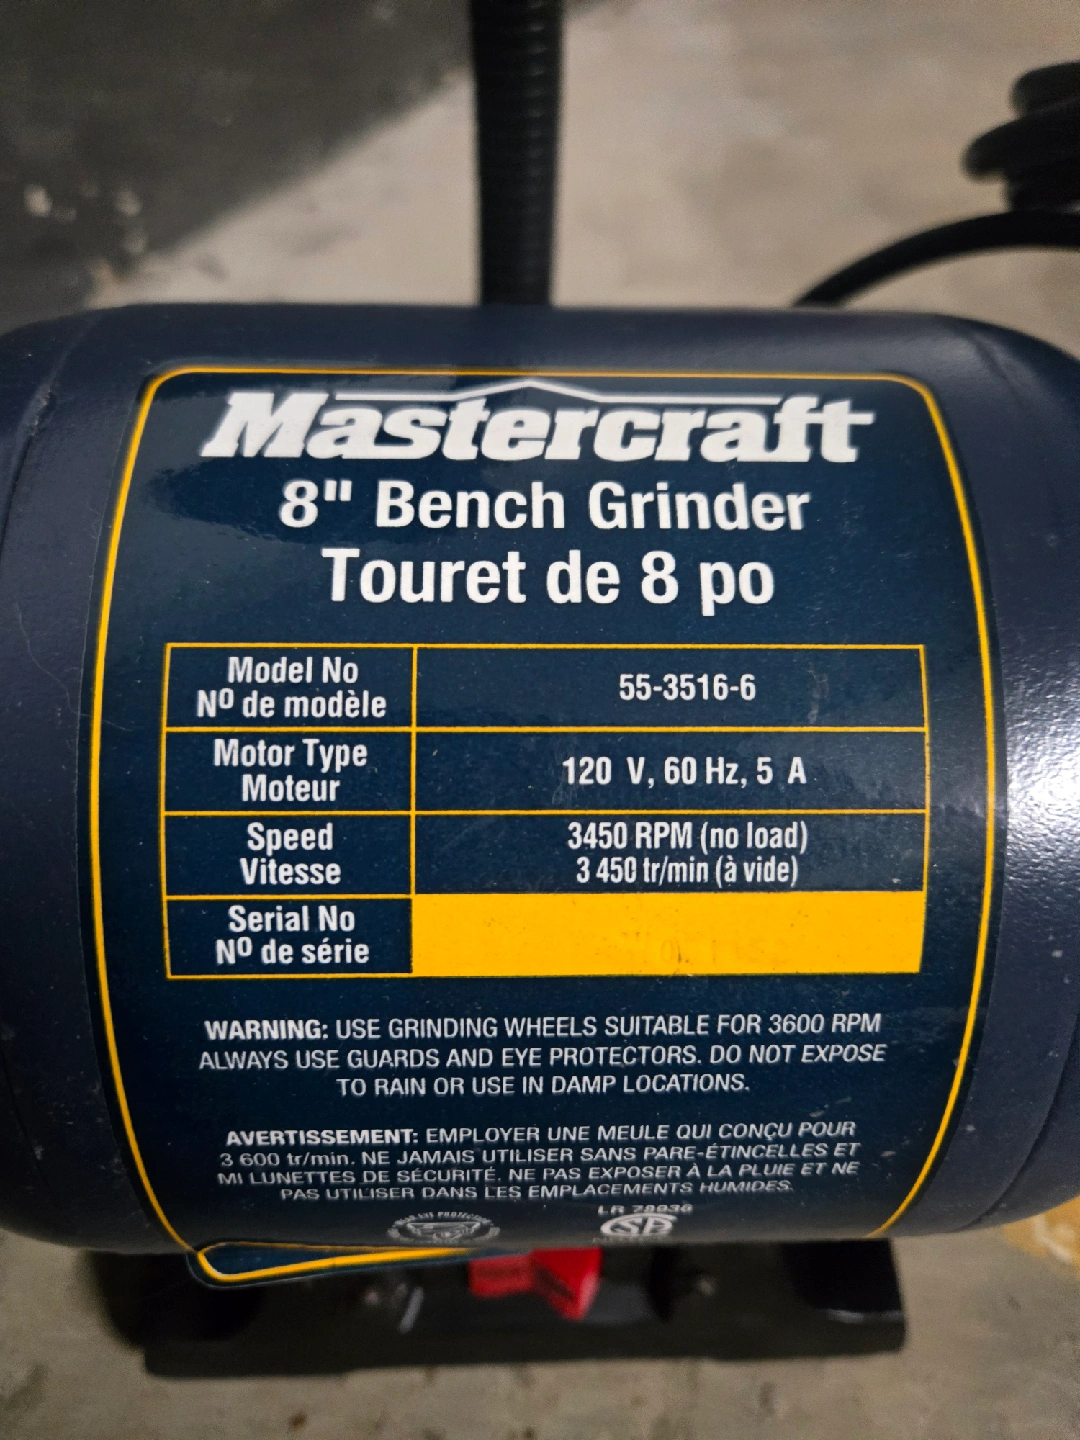 Mastercraft
8" Bench Grinder
Touret de 8 po
Model No
Nº de modèle
55-3516-6
Motor Type
Moteur
120 V, 60 Hz, 5 A
Speed
Vitesse
3450 RPM (no load)
3 450 tr/min (à vide)
Serial No
Nº de série
WARNING: USE GRINDING WHEELS SUITABLE FOR 3600 RPM
ALWAYS USE GUARDS AND EYE PROTECTORS. DO NOT EXPOSE
TO RAIN OR USE IN DAMP LOCATIONS.
AVERTISSEMENT: EMPLOYER UNE MEULE QUI CONÇU POUR
3 600 tr/min. NE JAMAIS UTILISER SANS PARE-ÉTINCELLES ET
MI LUNETTES DE SÉCURITÉ. NE PAS EXPOSER À LA PLUIE ET NE
PAS UTILISER DANS LES EMPLACEMENTS HUMIDES.
LR